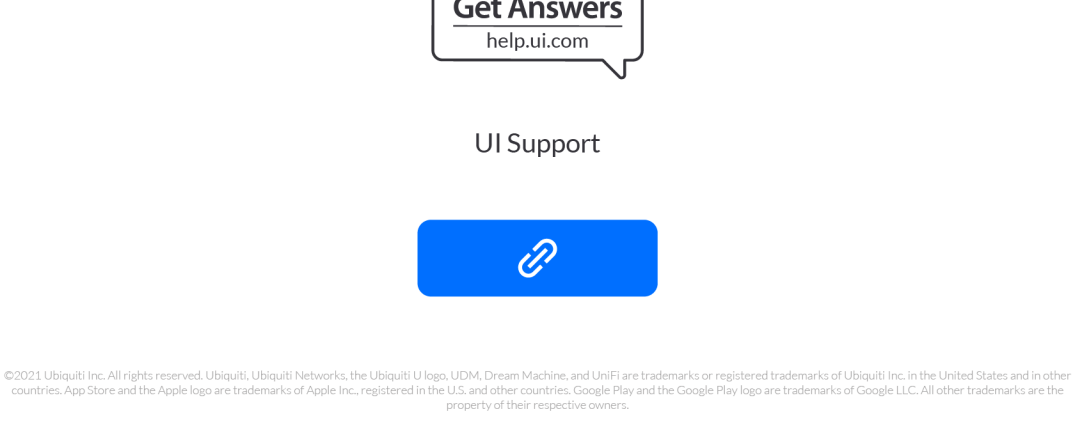 Get Answers
help.ui.com
UI Support
©2021 Ubiquiti Inc. All rights reserved. Ubiquiti, Ubiquiti Networks, the Ubiquiti U logo, UDM, Dream Machine, and UniFi are trademarks or registered trademarks of Ubiquiti Inc. in the United States and in other
countries. App Store and the Apple logo are trademarks of Apple Inc., registered in the U.S. and other countries. Google Play and the Google Play logo are trademarks of Google LLC. All other trademarks are the
property of their respective owners.